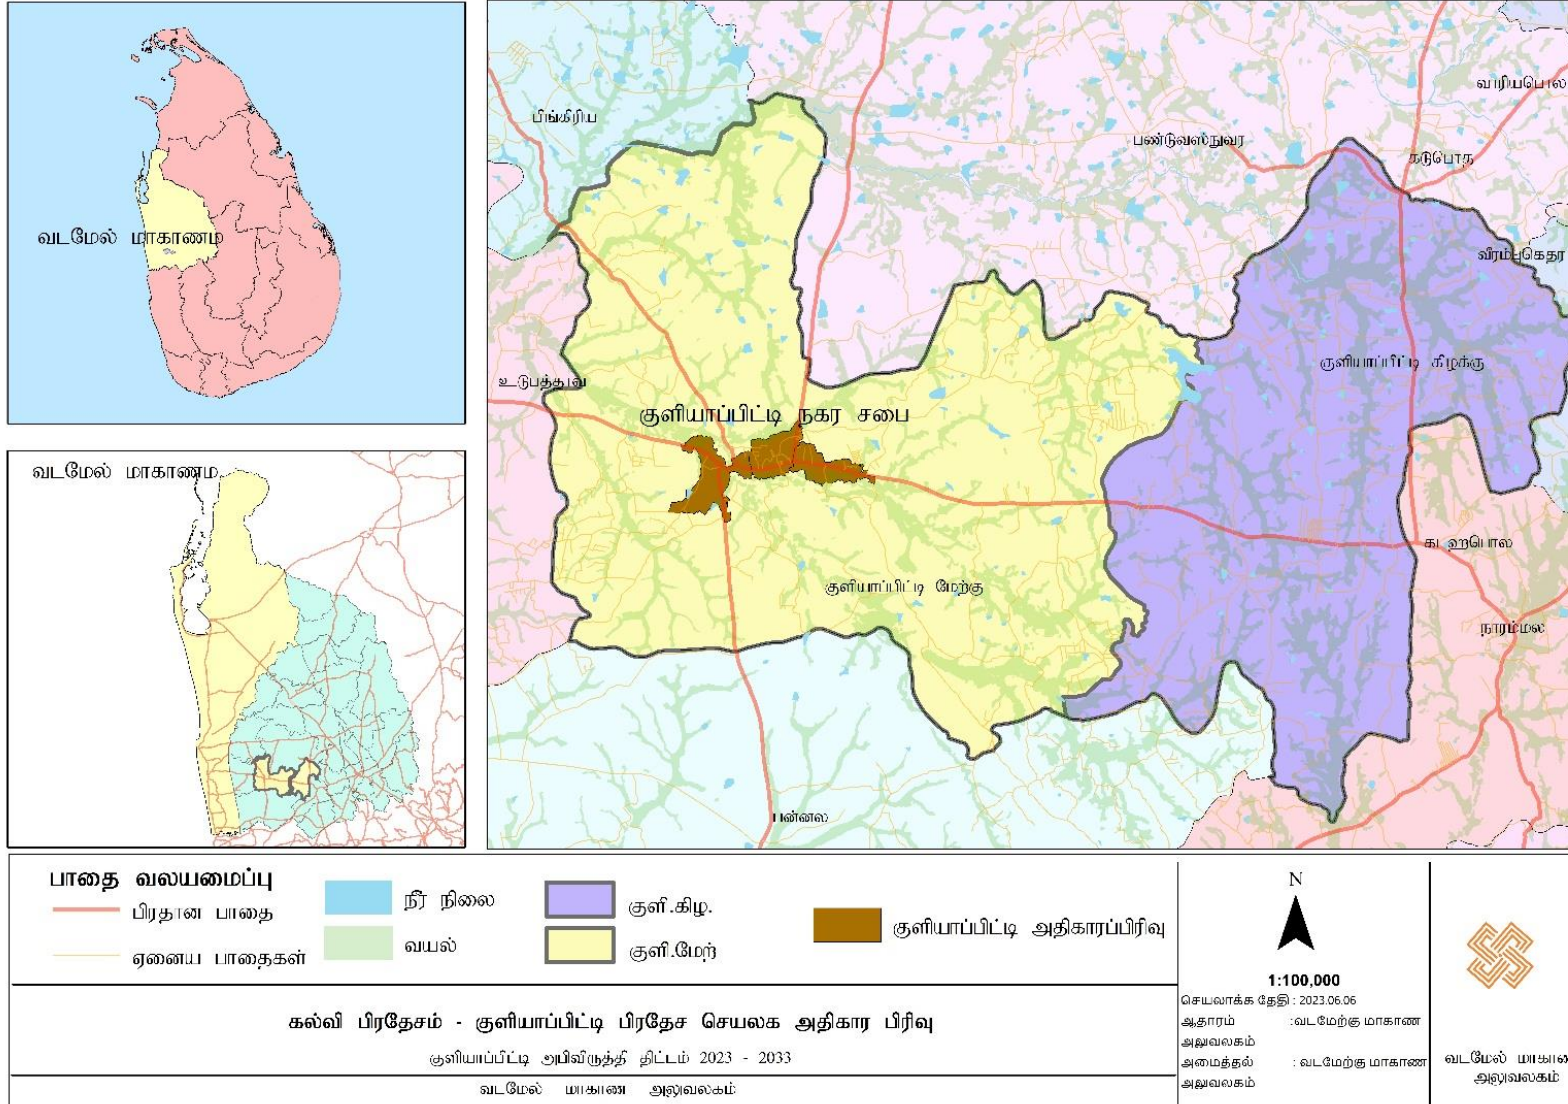 வடமேல் மாகாணம்
பிங்கிரிய
வாரியபொல
பண்டுவஸ்நுவர
கடுபொத
வீரம்புகெதர
உடுபத்துவ
குளியாப்பிட்டி கிழக்கு
குளியாப்பிட்டி நகர சபை
வடமேல் மாகாணம்
குளியாப்பிட்டி மேற்கு
கடஹபொல
நாரம்மல
பன்னல
பாதை வலயமைப்பு
பிரதான பாதை
ஏனைய பாதைகள்
நீர் நிலை
வயல்
குளி.கிழ.
குளி.மேற்
குளியாப்பிட்டி அதிகாரப்பிரிவு
N
1:100,000
செயலாக்க தேதி : 2023.06.06
ஆதாரம் :வடமேற்கு மாகாண
அலுவலகம்
அமைத்தல் : வடமேற்கு மாகாண
அலுவலகம்
வடமேல் மாகாண
அலுவலகம்
கல்வி பிரதேசம் - குளியாப்பிட்டி பிரதேச செயலக அதிகார பிரிவு
குளியாப்பிட்டி அபிவிருத்தி திட்டம் 2023 - 2033
வடமேல் மாகாண அலுவலகம்